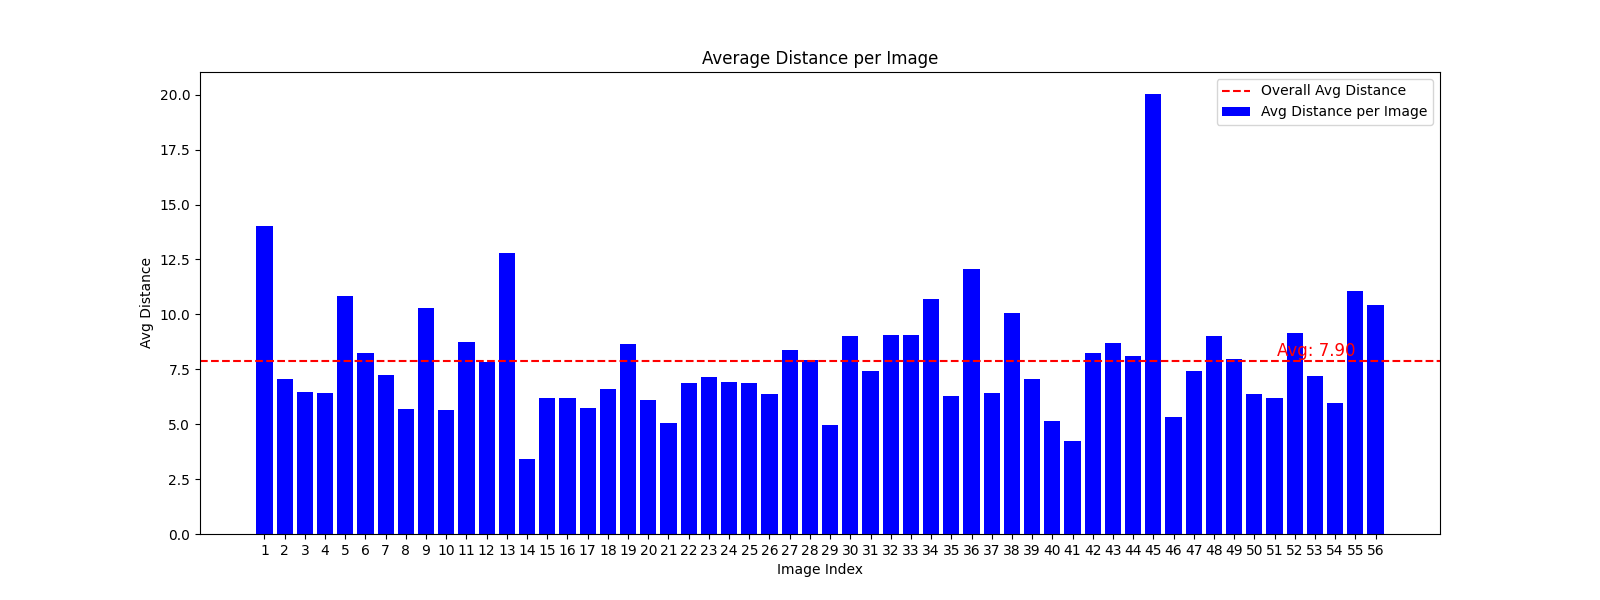 Average Distance per Image
Overall Avg Distance
Avg Distance per Image
20.0
17.5
15.0
12.5
10.0
7.5
5.0
2.5
0.0
Avg Distance
Avg: 7.90
1 2 3 4 5 6 7 8 9 10 11 12 13 14 15 16 17 18 19 20 21 22 23 24 25 26 27 28 29 30 31 32 33 34 35 36 37 38 39 40 41 42 43 44 45 46 47 48 49 50 51 52 53 54 55 56
Image Index